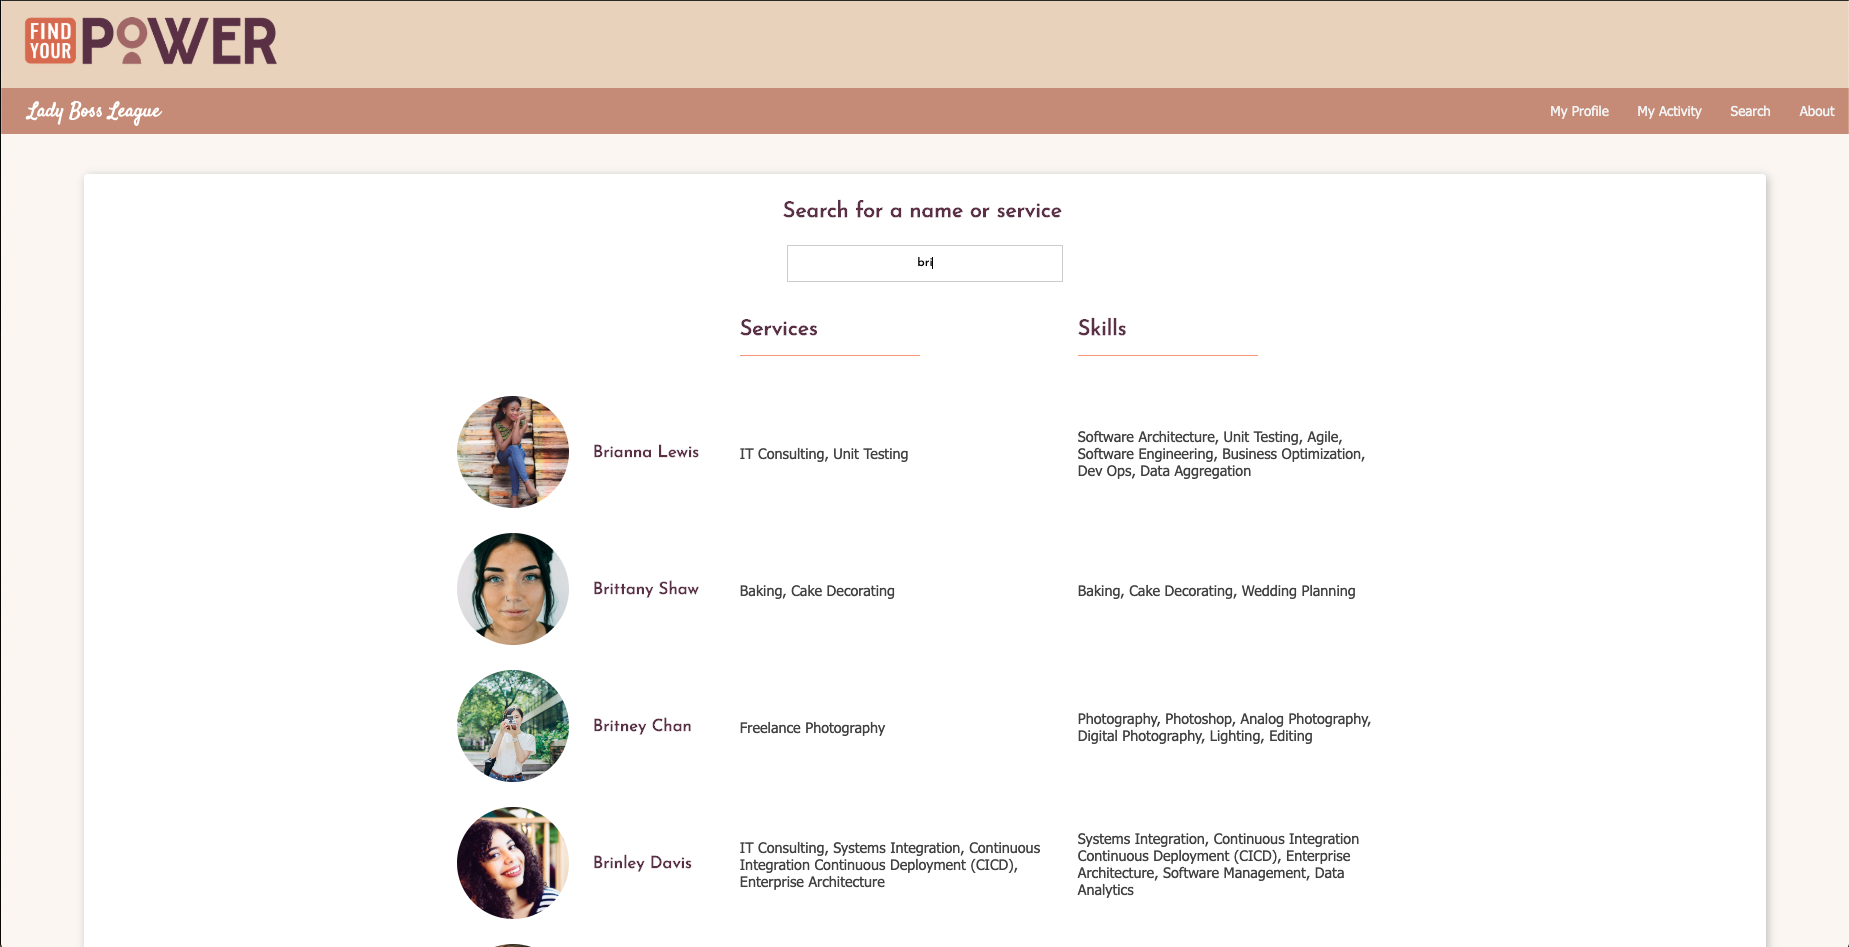 FIND
YOUR
POWER
Lady Boss League
My Profile My Activity Search About
Search for a name or service
bri
Services Skills
Brianna Lewis
IT Consulting, Unit Testing
Software Architecture, Unit Testing, Agile,
Software Engineering, Business Optimization,
Dev Ops, Data Aggregation
Brittany Shaw
Baking, Cake Decorating
Baking, Cake Decorating, Wedding Planning
Britney Chan
Freelance Photography
Photography, Photoshop, Analog Photography,
Digital Photography, Lighting, Editing
Brinley Davis
IT Consulting, Systems Integration, Continuous
Integration Continuous Deployment (CICD),
Enterprise Architecture
Systems Integration, Continuous Integration
Continuous Deployment (CICD), Enterprise
Architecture, Software Management, Data
Analytics